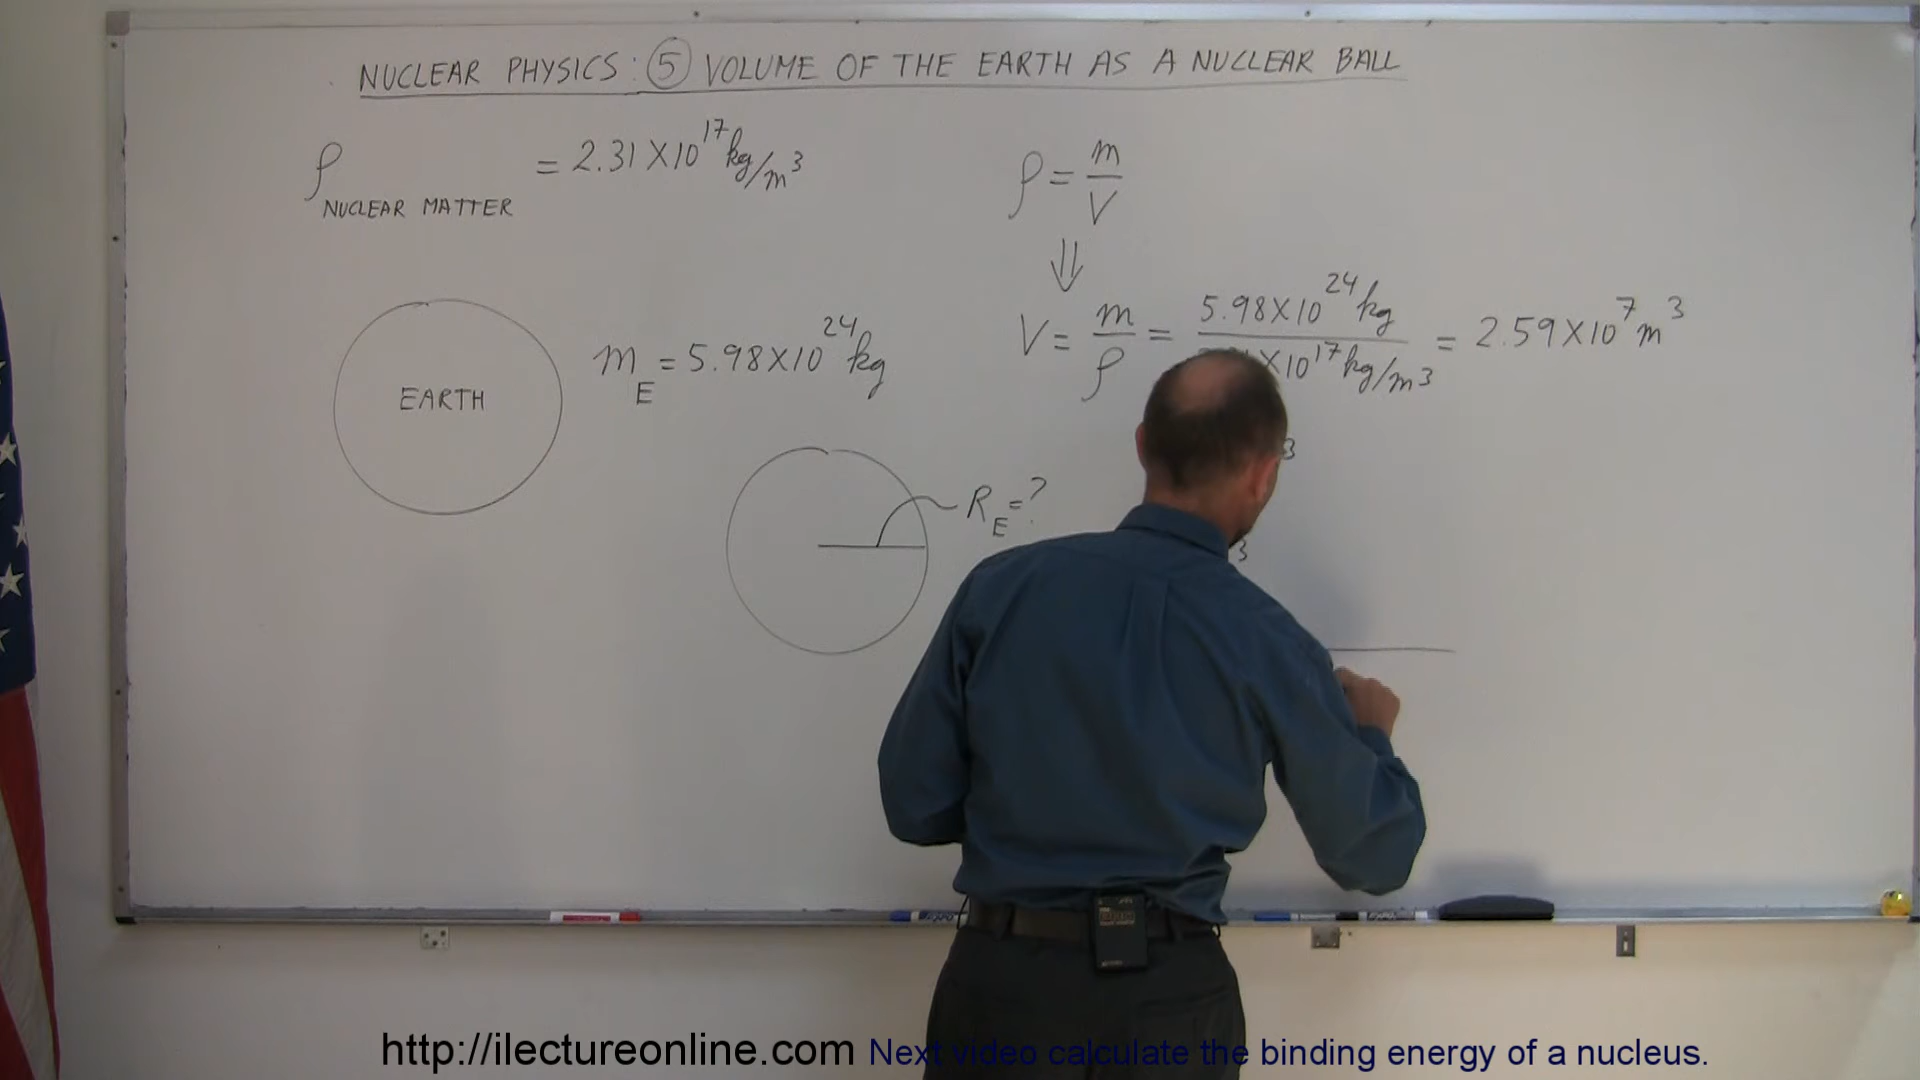 NUCLEAR PHYSICS: ⑤ VOLUME OF THE EARTH AS A NUCLEAR BALL
ρ NUCLEAR MATTER = 2.31 X 10^17 kg/m^3
ρ = m/V
⇓
EARTH
m_E = 5.98 X 10^24 kg
V = m/ρ = 5.98 X 10^24 kg / X 10^17 kg/m^3 = 2.59 X 10^7 m^3
R_E = ?
3
3
http://ilectureonline.com Next video calculate the binding energy of a nucleus.